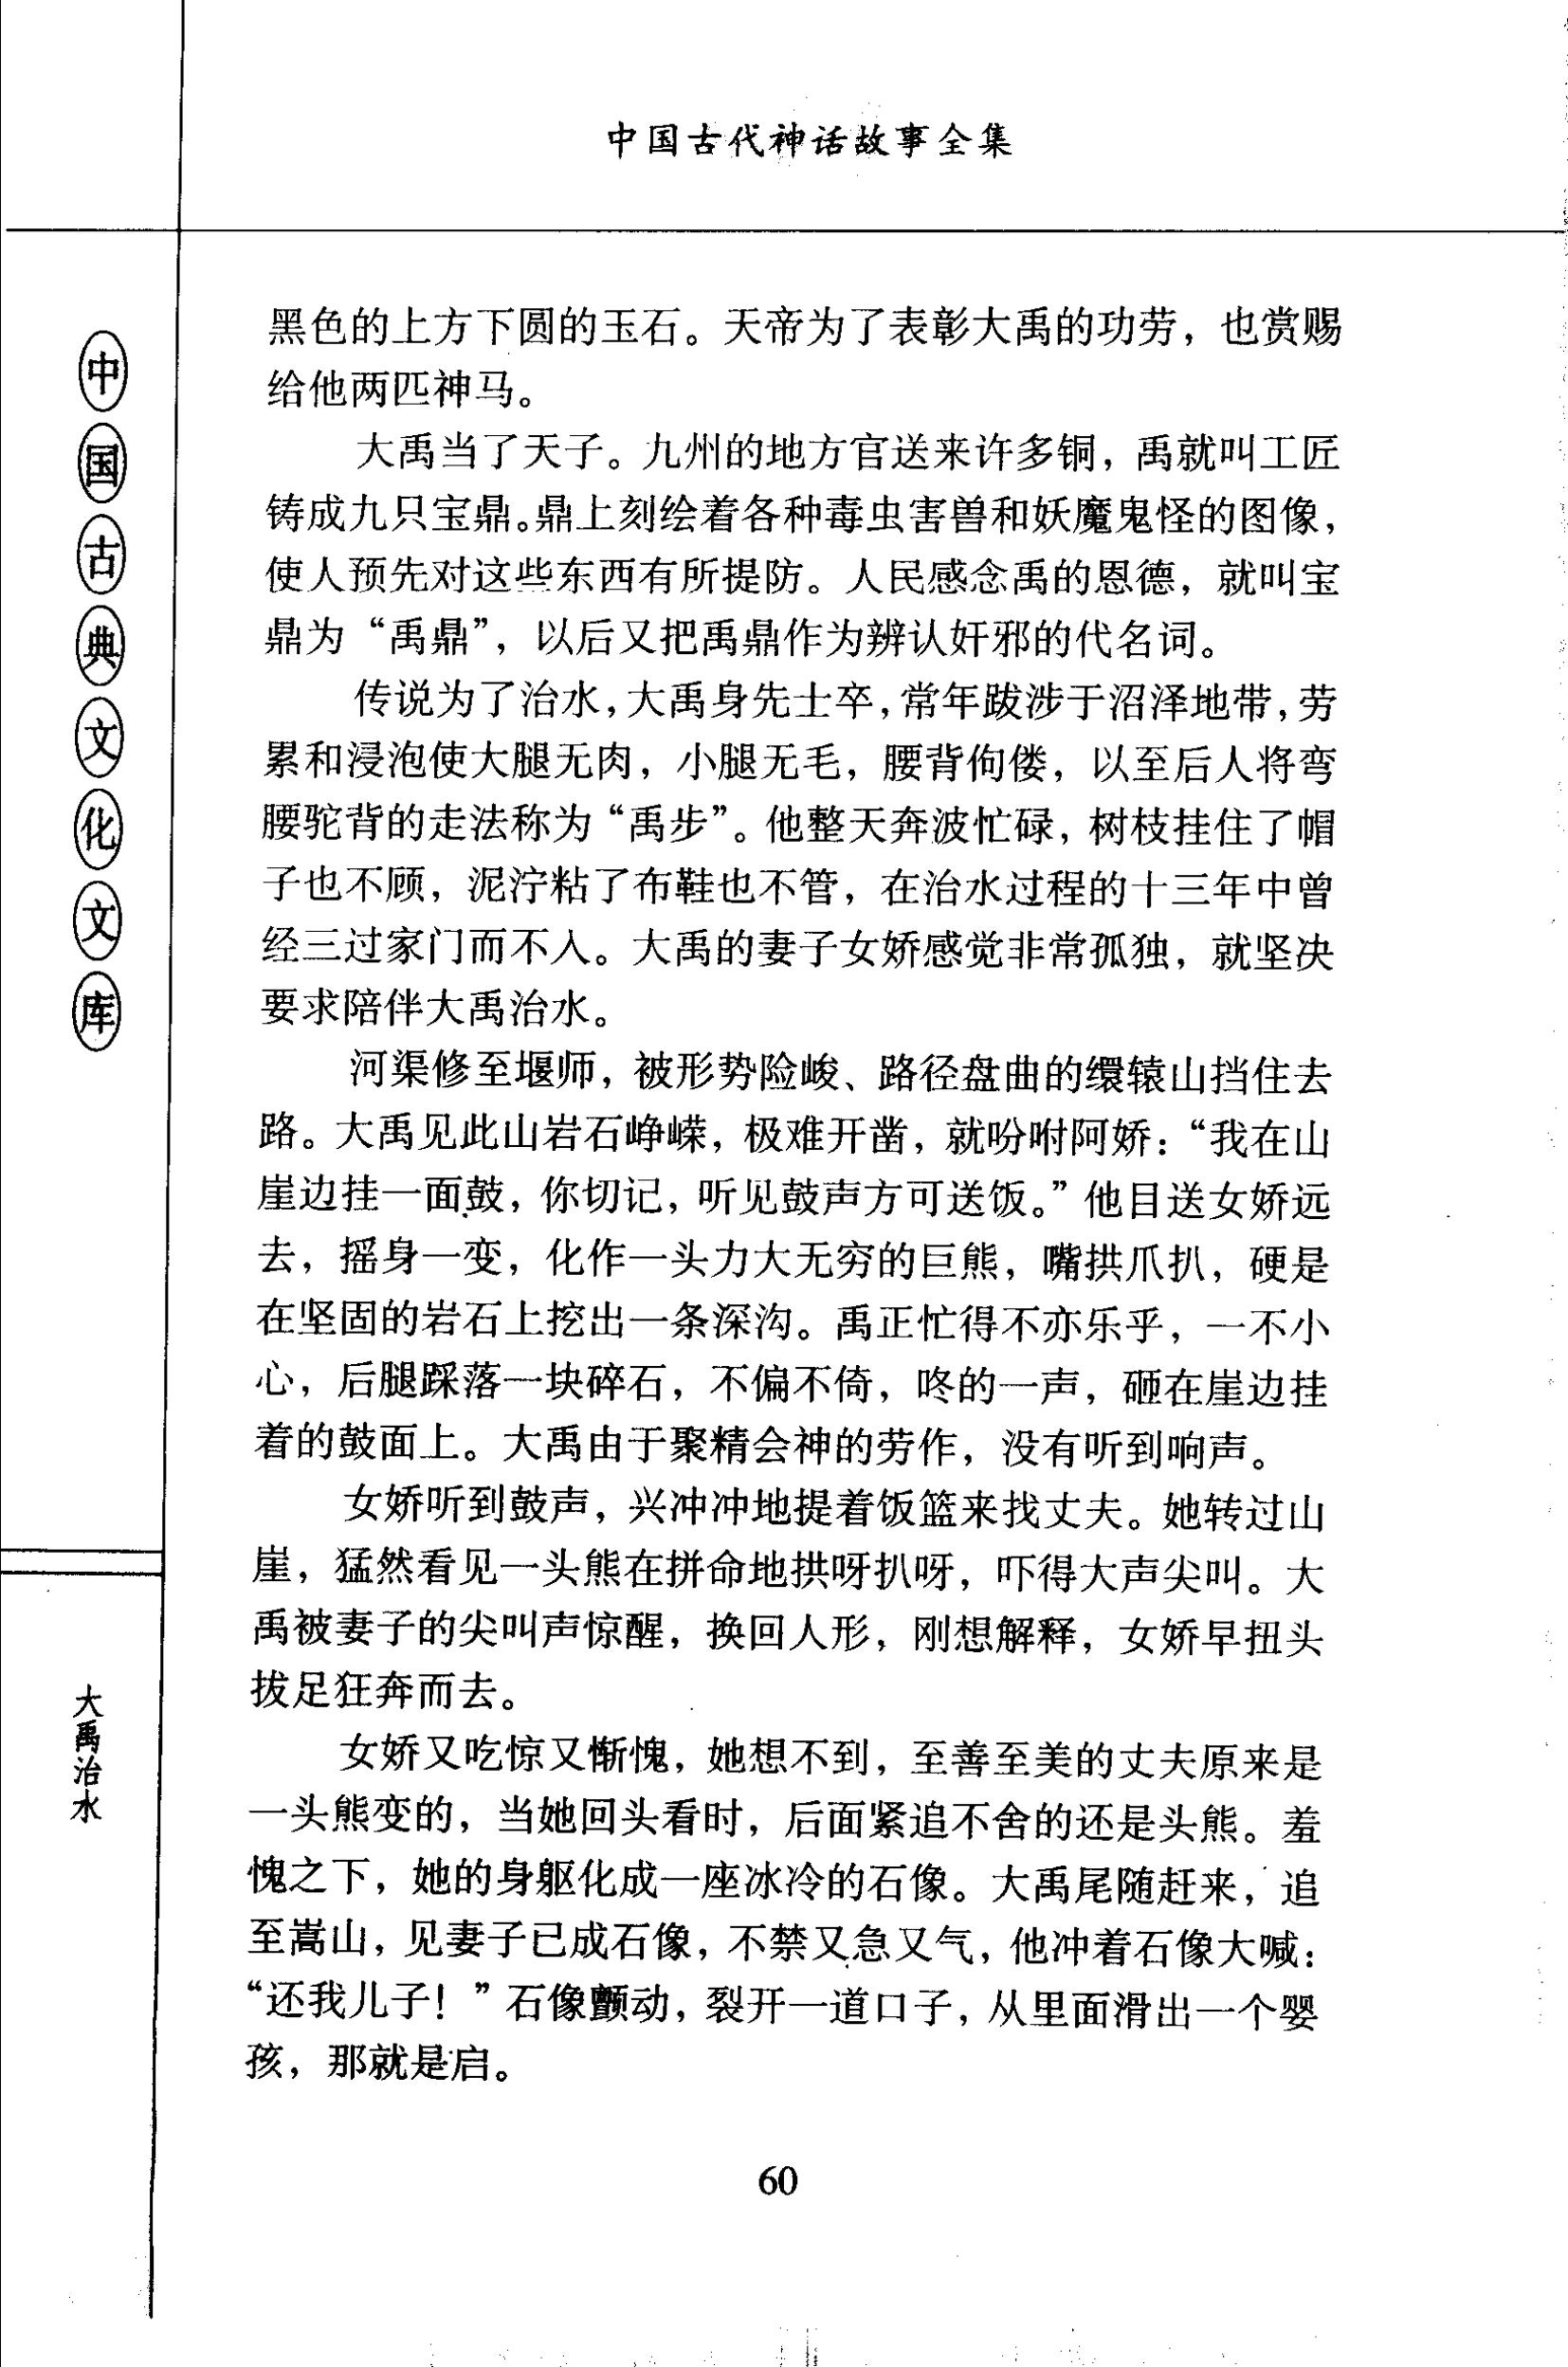 中国古代神话故事全集
中国古典文化文库
大禹治水
黑色的上方下圆的玉石。天帝为了表彰大禹的功劳，也赏赐
给他两匹神马。
大禹当了天子。九州的地方官送来许多铜，禹就叫工匠
铸成九只宝鼎。鼎上刻绘着各种毒虫害兽和妖魔鬼怪的图像，
使人预先对这些东西有所提防。人民感念禹的恩德，就叫宝
鼎为“禹鼎”，以后又把禹鼎作为辨认奸邪的代名词。
传说为了治水，大禹身先士卒，常年跋涉于沼泽地带，劳
累和浸泡使大腿无肉，小腿无毛，腰背佝偻，以至后人将弯
腰驼背的走法称为“禹步”。他整天奔波忙碌，树枝挂住了帽
子也不顾，泥泞粘了布鞋也不管，在治水过程的十三年中曾
经三过家门而不入。大禹的妻子女娇感觉非常孤独，就坚决
要求陪伴大禹治水。
河渠修至堰师，被形势险峻、路径盘曲的缳辕山挡住去
路。大禹见此山岩石峥嵘，极难开凿，就吩咐阿娇：“我在山
崖边挂一面鼓，你切记，听见鼓声方可送饭。”他目送女娇远
去，摇身一变，化作一头力大无穷的巨熊，嘴拱爪扒，硬是
在坚固的岩石上挖出一条深沟。禹正忙得不亦乐乎，一不小
心，后腿踩落一块碎石，不偏不倚，咚的一声，砸在崖边挂
着的鼓面上。大禹由于聚精会神的劳作，没有听到响声。
女娇听到鼓声，兴冲冲地提着饭篮来找丈夫。她转过山
崖，猛然看见一头熊在拼命地拱呀扒呀，吓得大声尖叫。大
禹被妻子的尖叫声惊醒，换回人形，刚想解释，女娇早扭头
拔足狂奔而去。
女娇又吃惊又惭愧，她想不到，至善至美的丈夫原来是
一头熊变的，当她回头看时，后面紧追不舍的还是头熊。羞
愧之下，她的身躯化成一座冰冷的石像。大禹尾随赶来，追
至嵩山，见妻子已成石像，不禁又急又气，他冲着石像大喊：
“还我儿子！”石像颤动，裂开一道口子，从里面滑出一个婴
孩，那就是启。
60